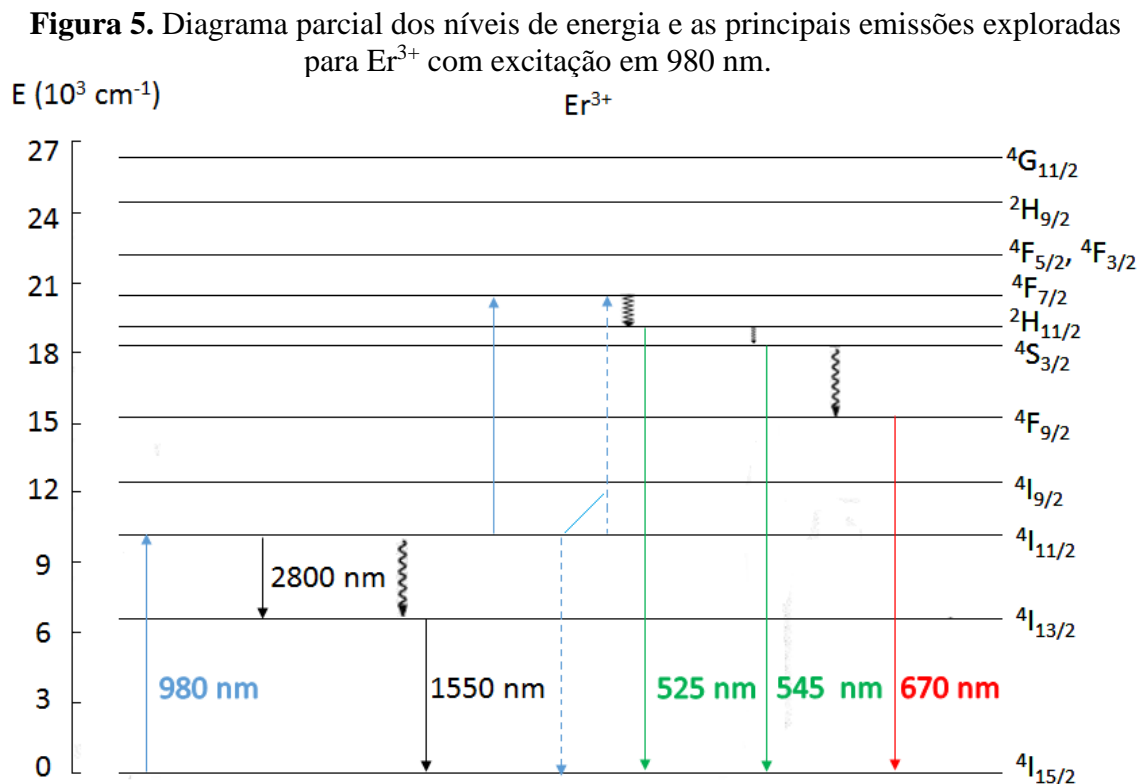 Figura 5. Diagrama parcial dos níveis de energia e as principais emissões exploradas
para Er³⁺ com excitação em 980 nm.
E (10³ cm⁻¹)
Er³⁺
27
⁴G₁₁/₂
24
²H₉/₂
⁴F₅/₂, ⁴F₃/₂
21
⁴F₇/₂
²H₁₁/₂
18
⁴S₃/₂
15
⁴F₉/₂
12
⁴I₉/₂
⁴I₁₁/₂
9
2800 nm
6
⁴I₁₃/₂
3
980 nm
1550 nm
525 nm
545 nm
670 nm
0
⁴I₁₅/₂